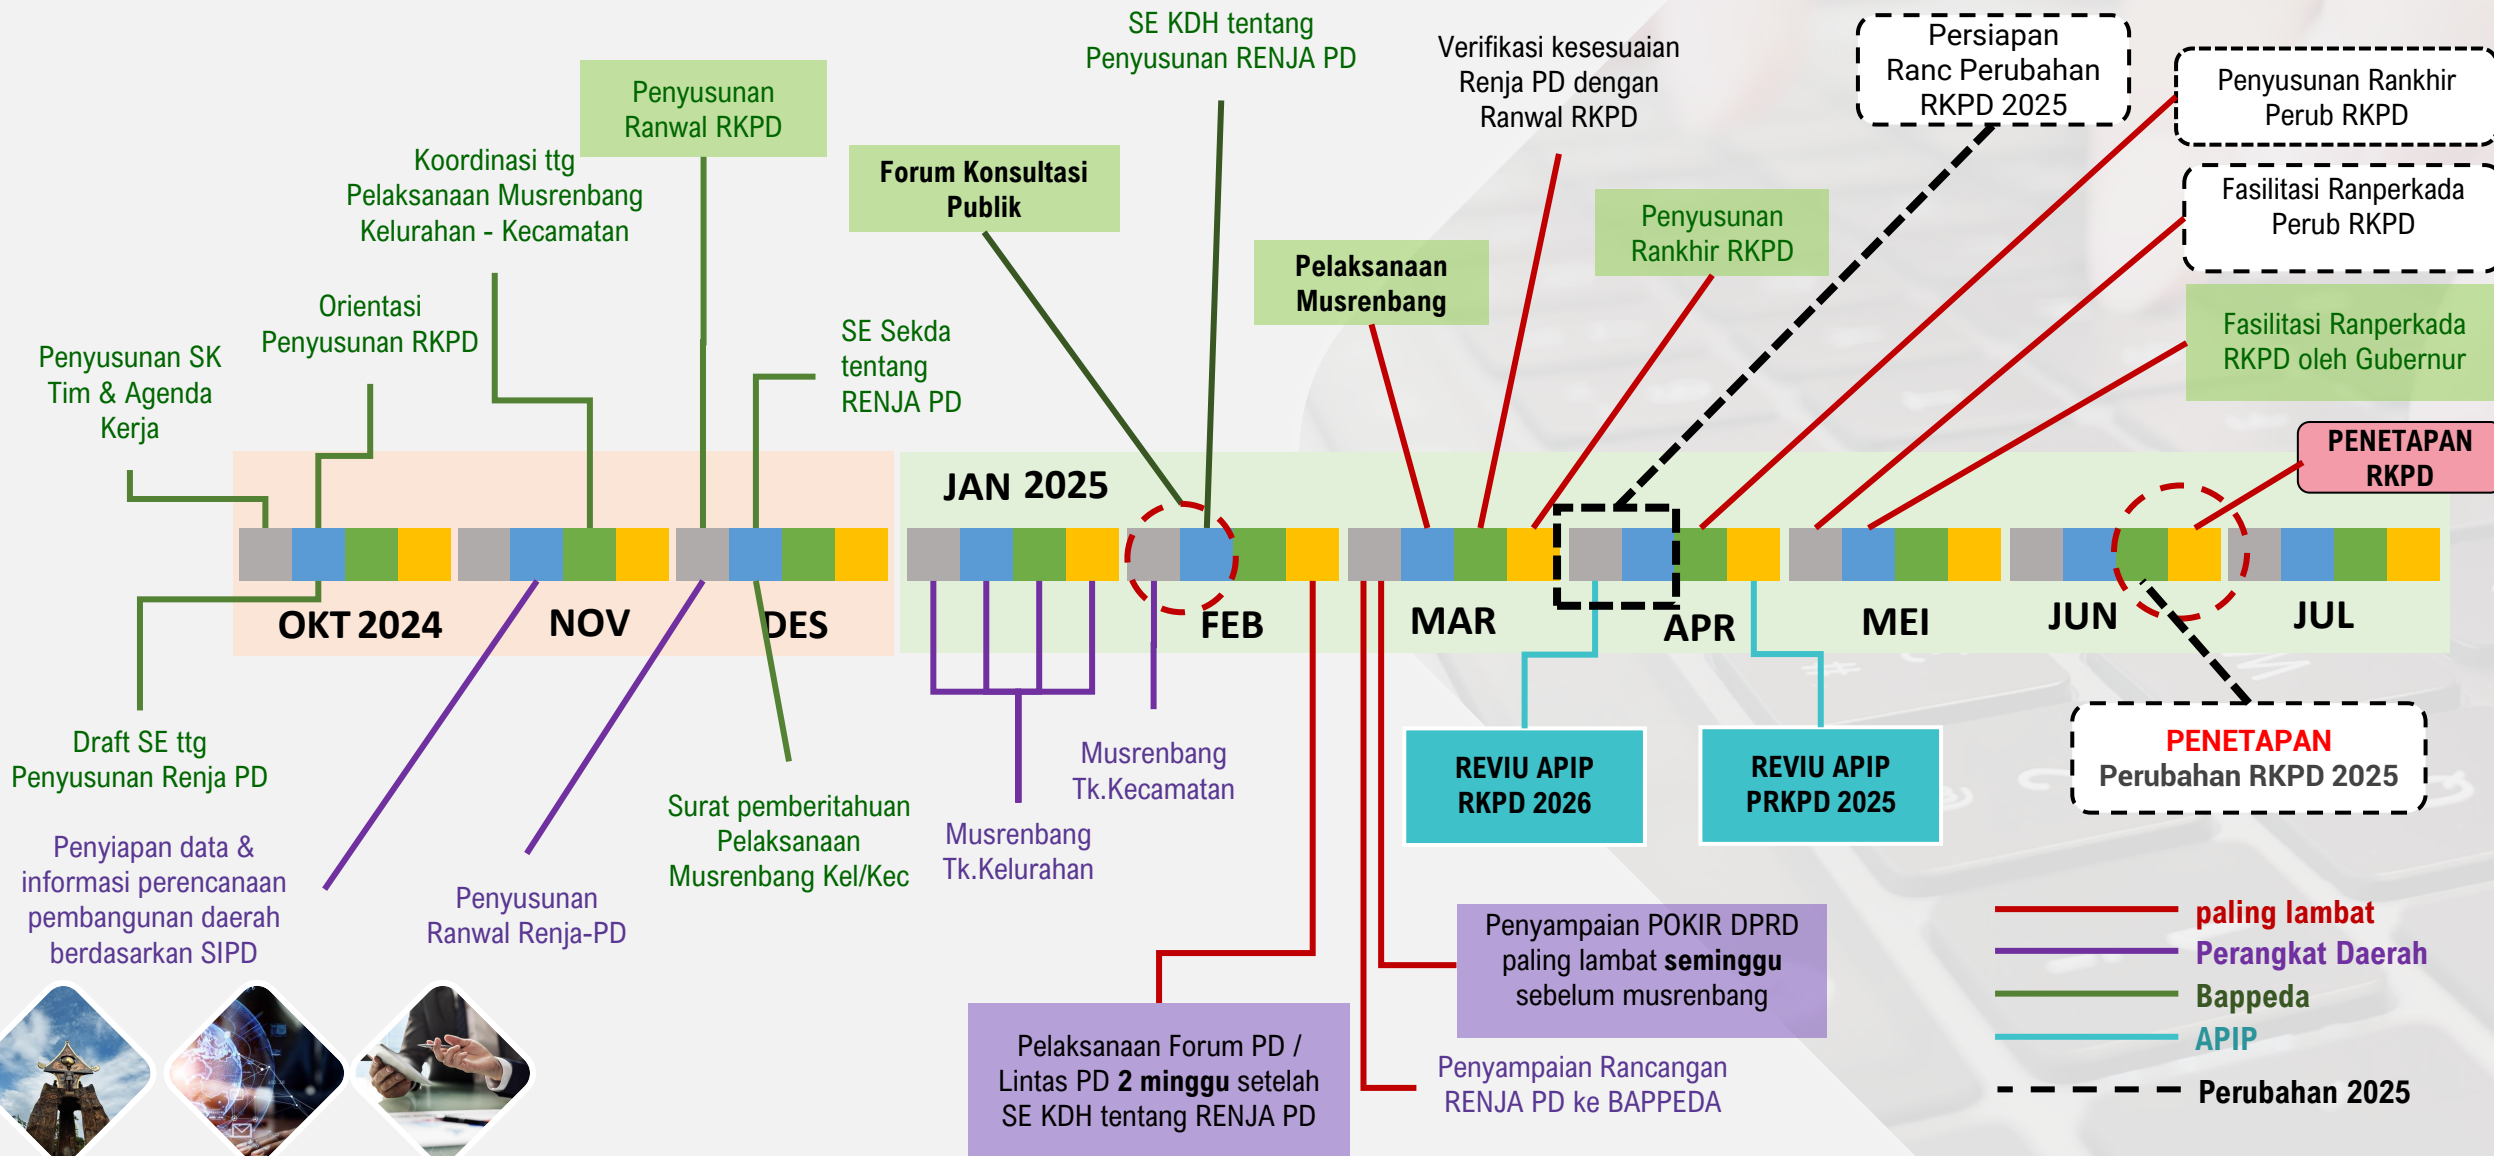 SE KDH tentang
Penyusunan RENJA PD
Verifikasi kesesuaian
Renja PD dengan
Ranwal RKPD
Persiapan
Ranc Perubahan
RKPD 2025
Penyusunan Rankhir
Perub RKPD
Penyusunan
Ranwal RKPD
Koordinasi ttg
Pelaksanaan Musrenbang
Kelurahan - Kecamatan
Forum Konsultasi
Publik
Fasilitasi Ranperkada
Perub RKPD
Penyusunan
Rankhir RKPD
Pelaksanaan
Musrenbang
Orientasi
Penyusunan RKPD
SE Sekda
tentang
RENJA PD
Fasilitasi Ranperkada
RKPD oleh Gubernur
Penyusunan SK
Tim & Agenda
Kerja
PENETAPAN
RKPD
JAN 2025
OKT 2024
NOV
DES
FEB
MAR
APR
MEI
JUN
JUL
Draft SE ttg
Penyusunan Renja PD
Penyiapan data &
informasi perencanaan
pembangunan daerah
berdasarkan SIPD
Penyusunan
Ranwal Renja-PD
Surat pemberitahuan
Pelaksanaan
Musrenbang Kel/Kec
Musrenbang
Tk.Kelurahan
Musrenbang
Tk.Kecamatan
REVIU APIP
RKPD 2026
REVIU APIP
PRKPD 2025
PENETAPAN
Perubahan RKPD 2025
Penyampaian POKIR DPRD
paling lambat seminggu
sebelum musrenbang
Pelaksanaan Forum PD /
Lintas PD 2 minggu setelah
SE KDH tentang RENJA PD
Penyampaian Rancangan
RENJA PD ke BAPPEDA
paling lambat
Perangkat Daerah
Bappeda
APIP
Perubahan 2025